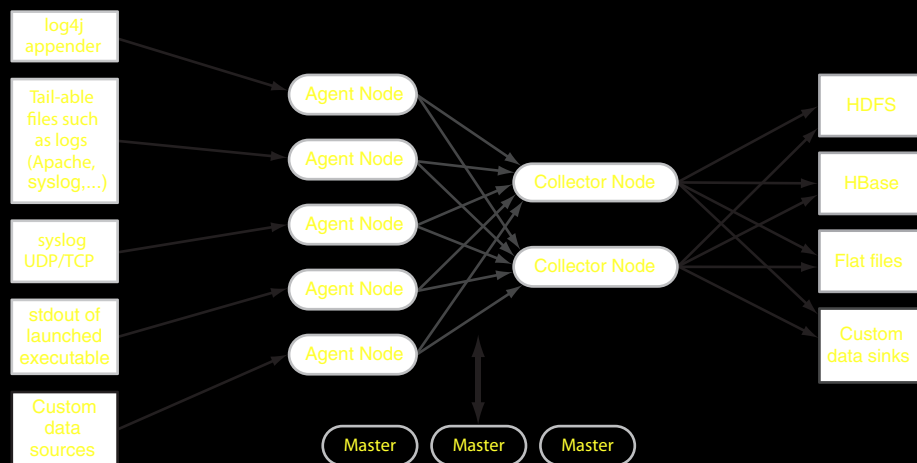 log4j
appender
Tail-able
files such
as logs
(Apache,
syslog,...)
syslog
UDP/TCP
stdout of
launched
executable
Custom
data
sources
Agent Node
Agent Node
Agent Node
Agent Node
Agent Node
Collector Node
Collector Node
HDFS
HBase
Flat files
Custom
data sinks
Master
Master
Master